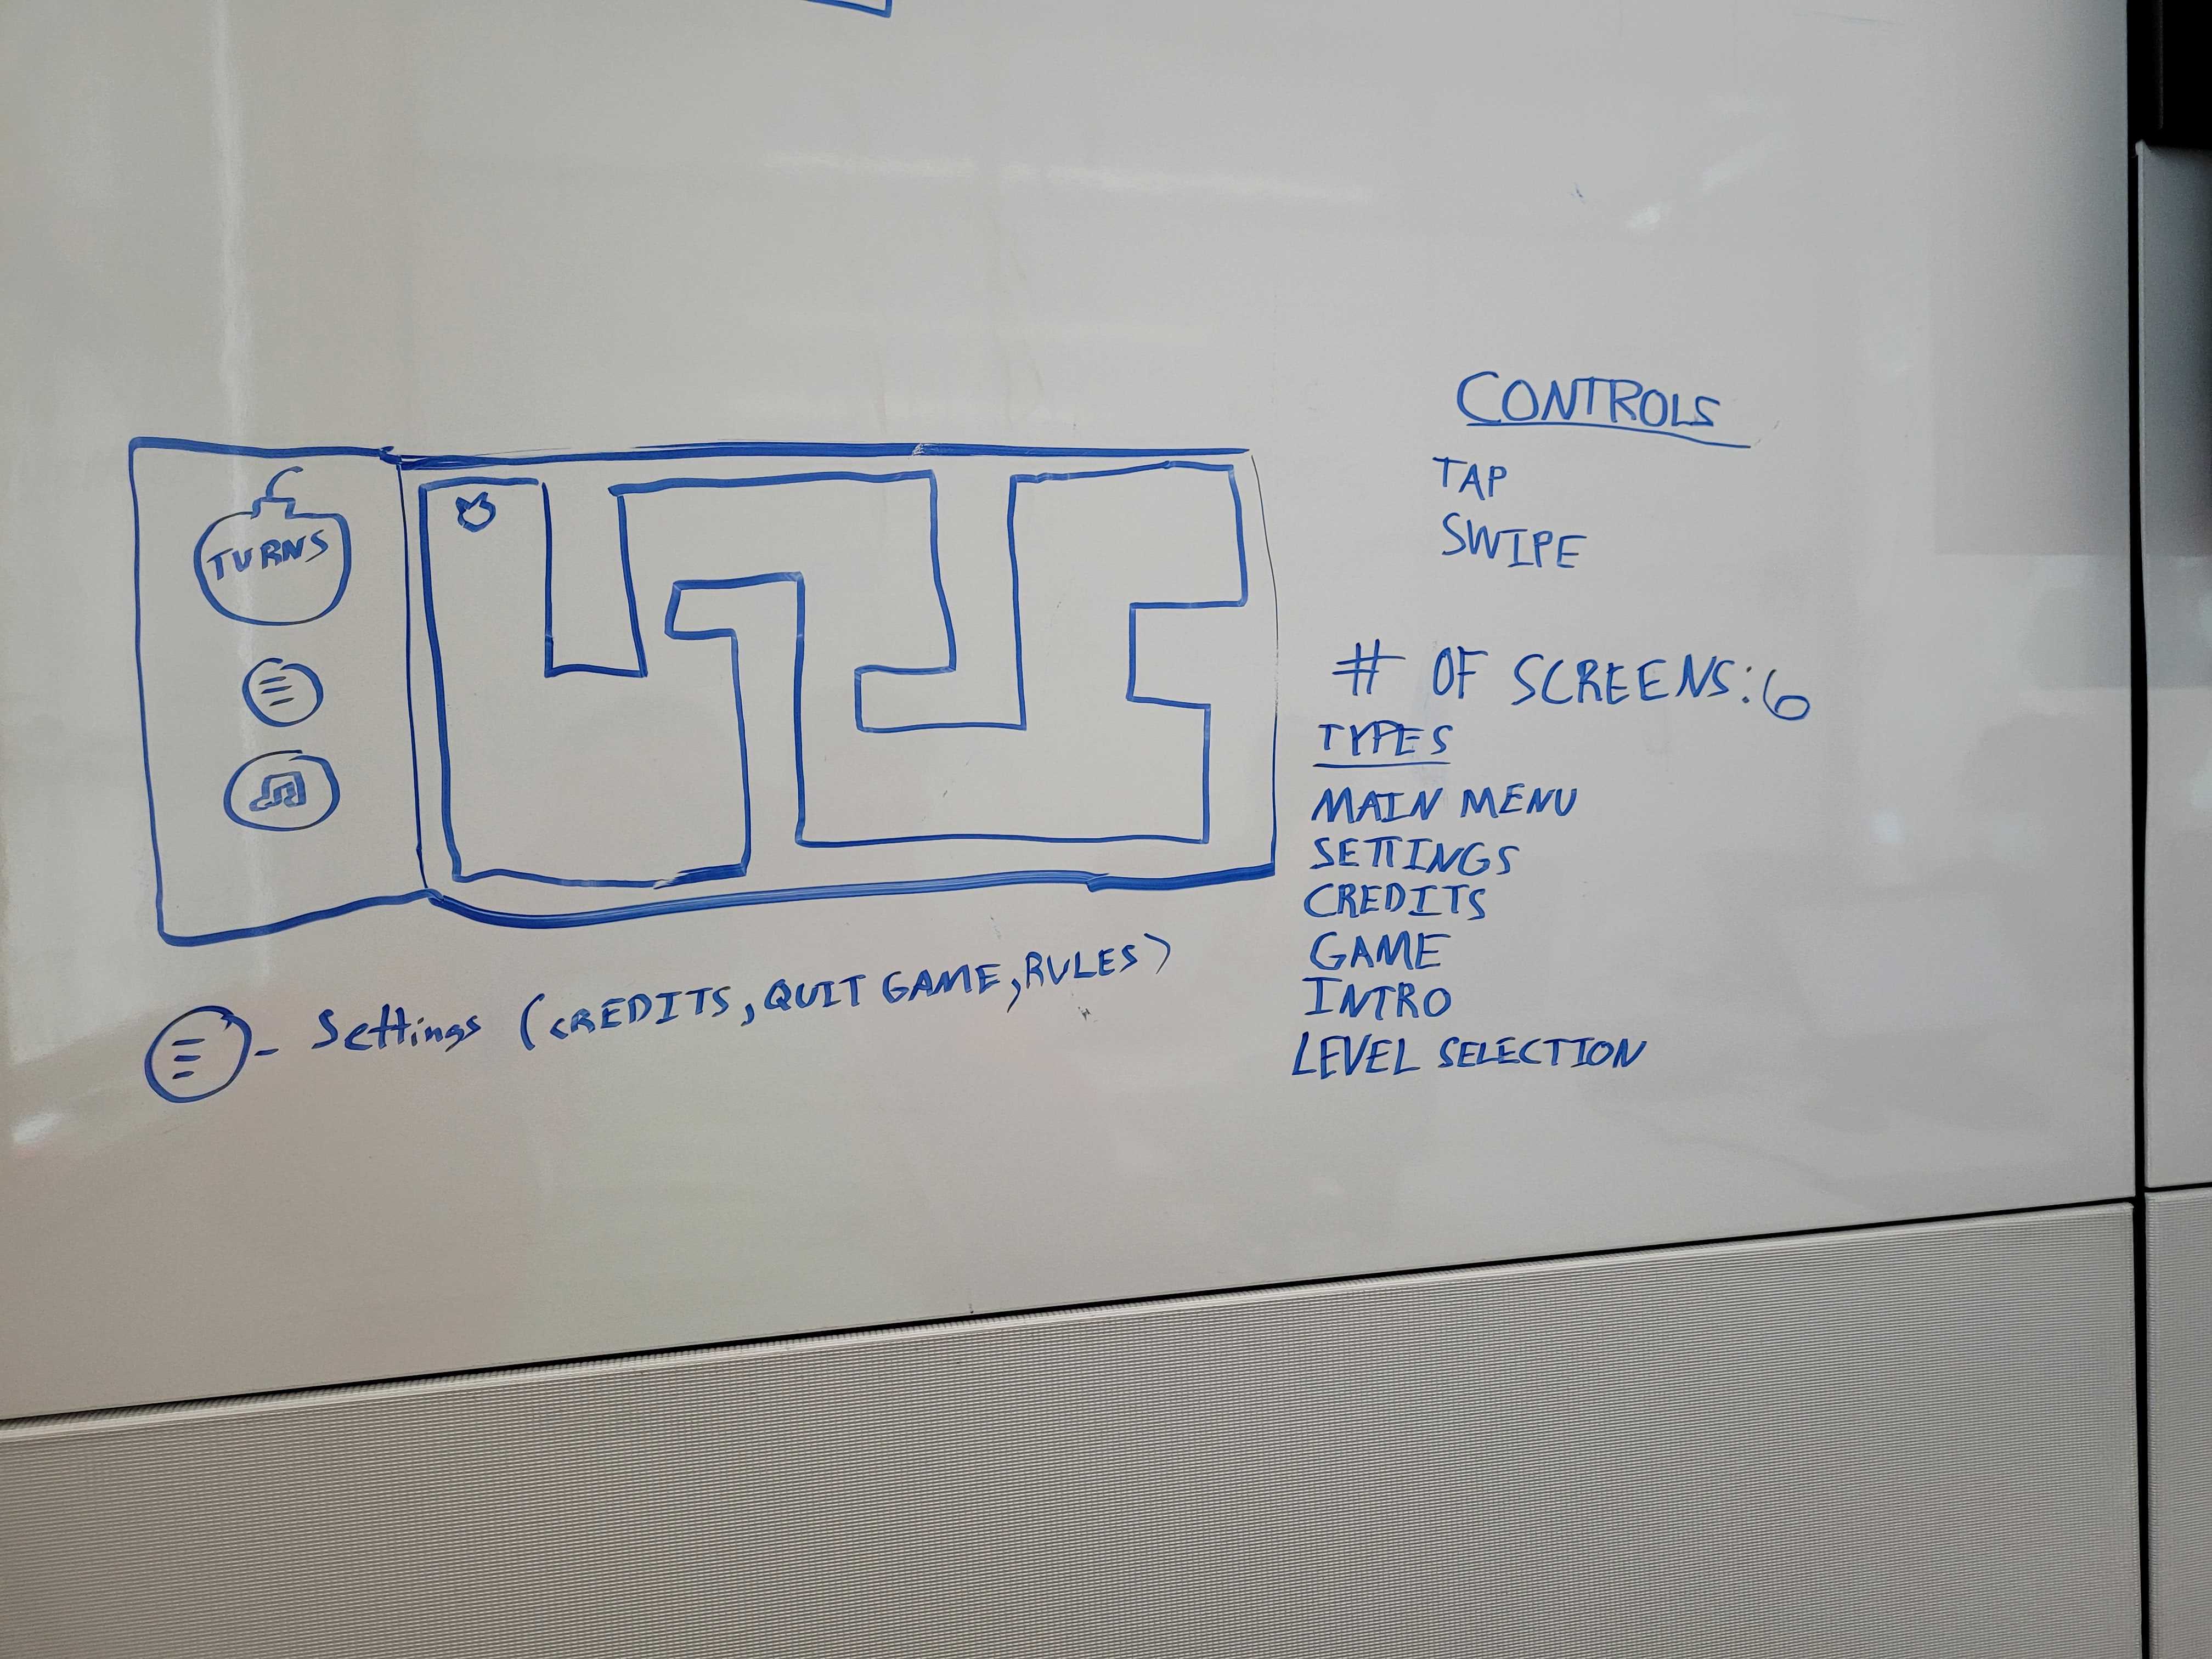 TURNS
Settings (CREDITS, QUIT GAME, RULES)
CONTROLS
TAP
SWIPE
# OF SCREENS: 6
TYPES
MAIN MENU
SETTINGS
CREDITS
GAME
INTRO
LEVEL SELECTION